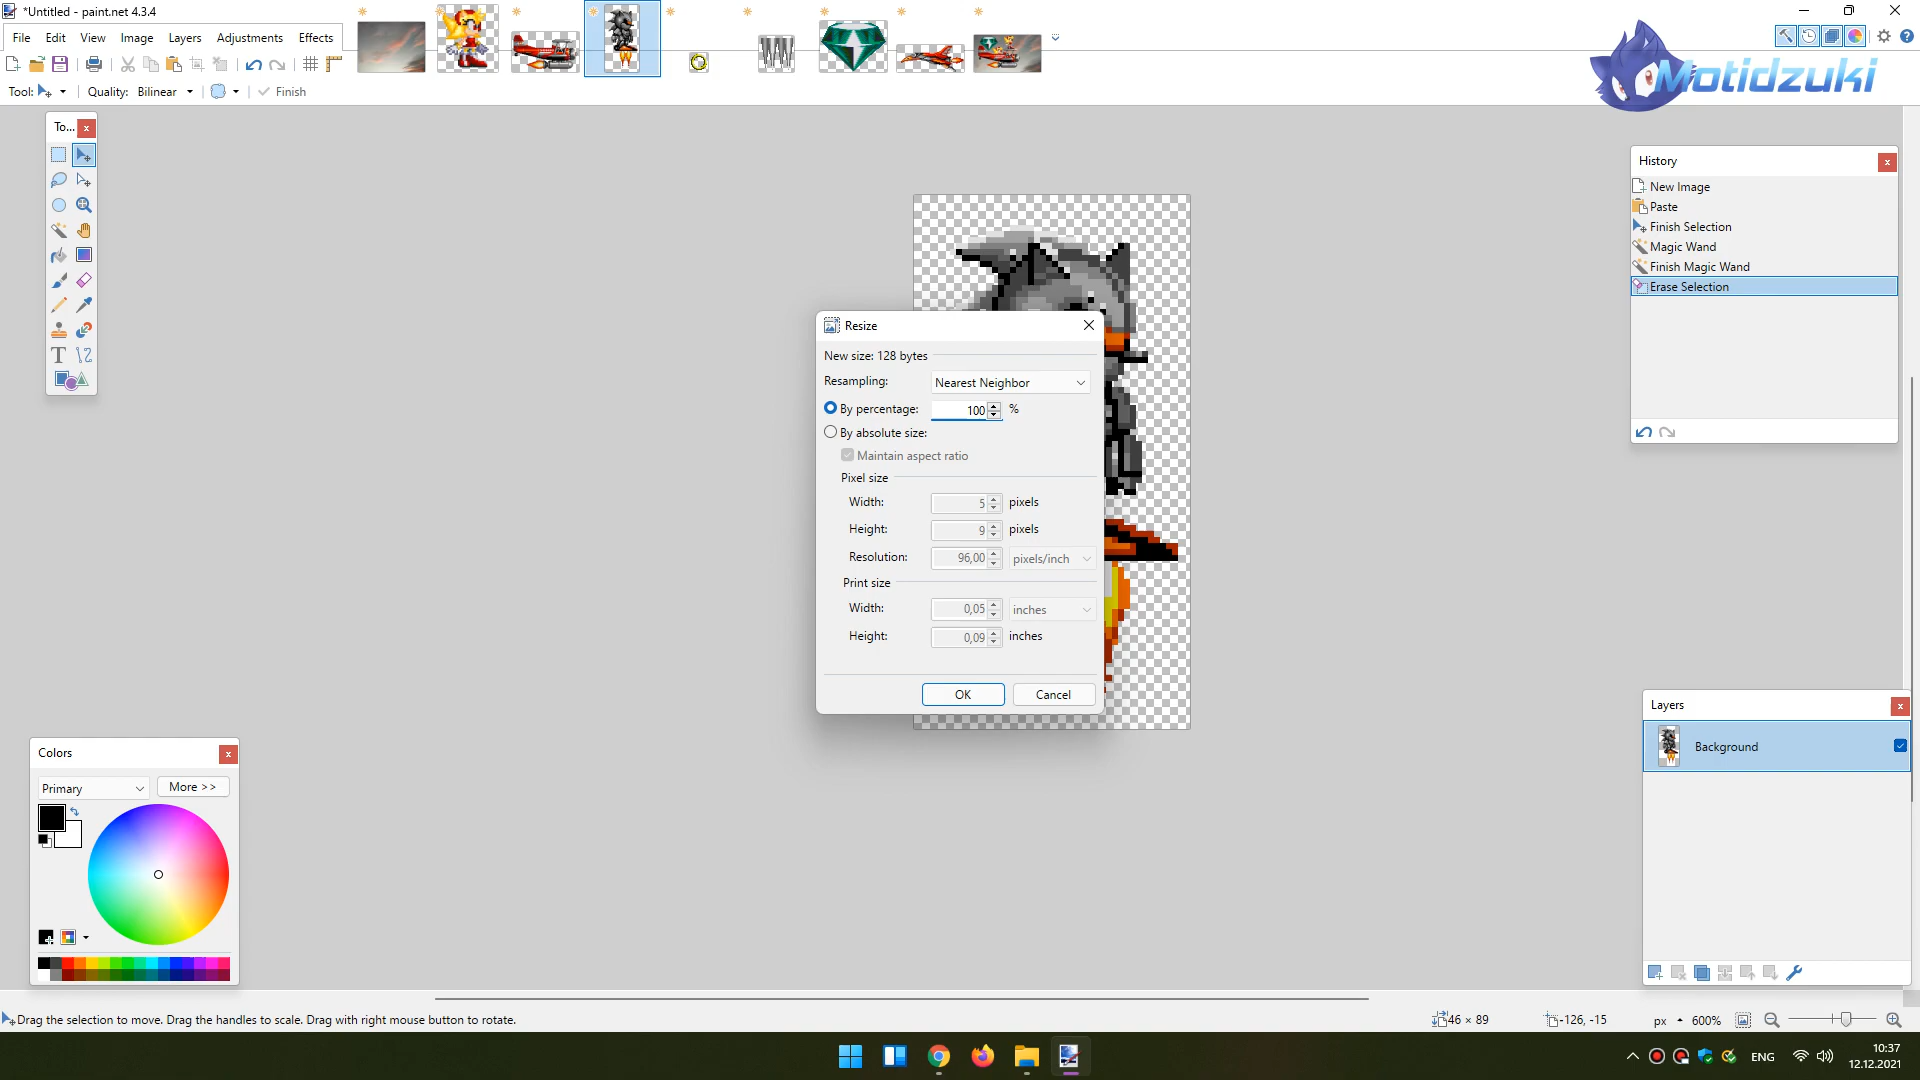 *Untitled - paint.net 4.3.4
File Edit View Image Layers Adjustments Effects
Tool: Quality: Bilinear Finish
Motidzuki
To...
History
New Image
Paste
Finish Selection
Magic Wand
Finish Magic Wand
Erase Selection
Resize
New size: 128 bytes
Resampling: Nearest Neighbor
By percentage: 100 %
By absolute size:
Maintain aspect ratio
Pixel size
Width: 5 pixels
Height: 9 pixels
Resolution: 96,00 pixels/inch
Print size
Width: 0,05 inches
Height: 0,09 inches
OK Cancel
Layers
Background
Colors
Primary More >>
Drag the selection to move. Drag the handles to scale. Drag with right mouse button to rotate.
46 × 89 -126, -15 px 600%
ENG 10:37
12.12.2021